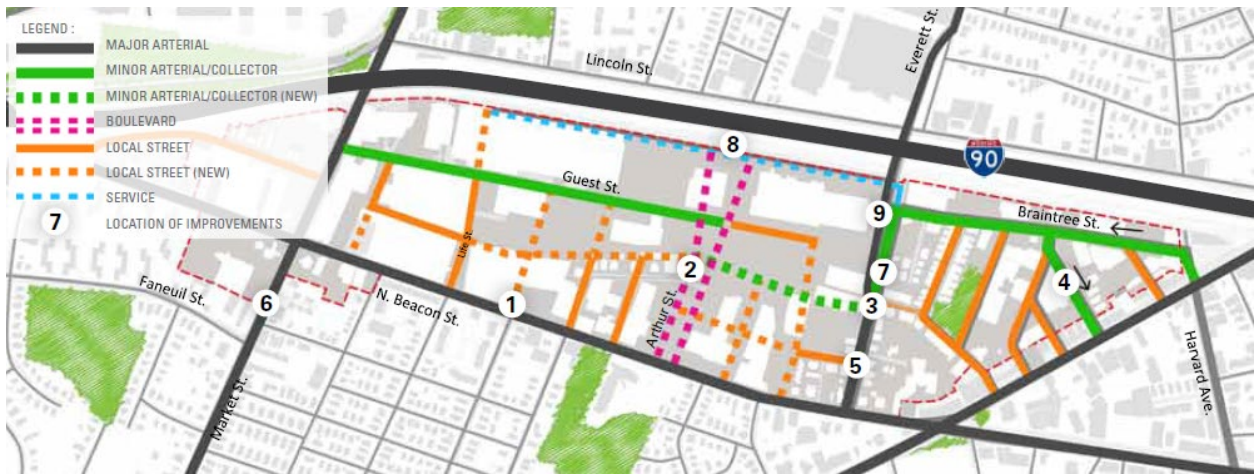 LEGEND :
MAJOR ARTERIAL
MINOR ARTERIAL/COLLECTOR
MINOR ARTERIAL/COLLECTOR (NEW)
BOULEVARD
LOCAL STREET
LOCAL STREET (NEW)
SERVICE
7 LOCATION OF IMPROVEMENTS
Everett St.
Lincoln St.
8
90
Guest St.
9
Braintree St.
Life St.
2
7
4
Faneuil St.
6
N. Beacon St.
1
Arthur St.
3
5
Market St.
Harvard Ave.